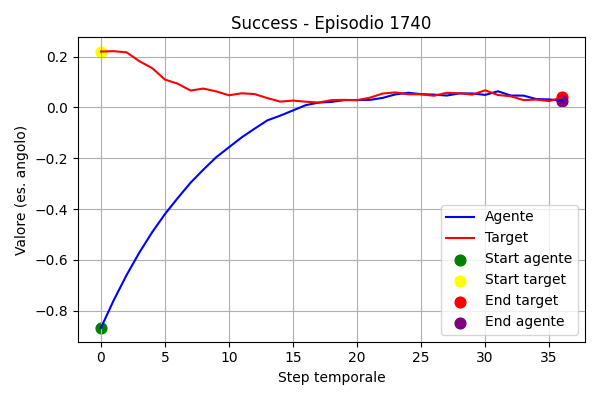 Success - Episodio 1740
Valore (es. angolo)
0.2
0.0
−0.2
−0.4
−0.6
−0.8
0
5
10
15
20
25
30
35
Step temporale
Agente
Target
Start agente
Start target
End target
End agente